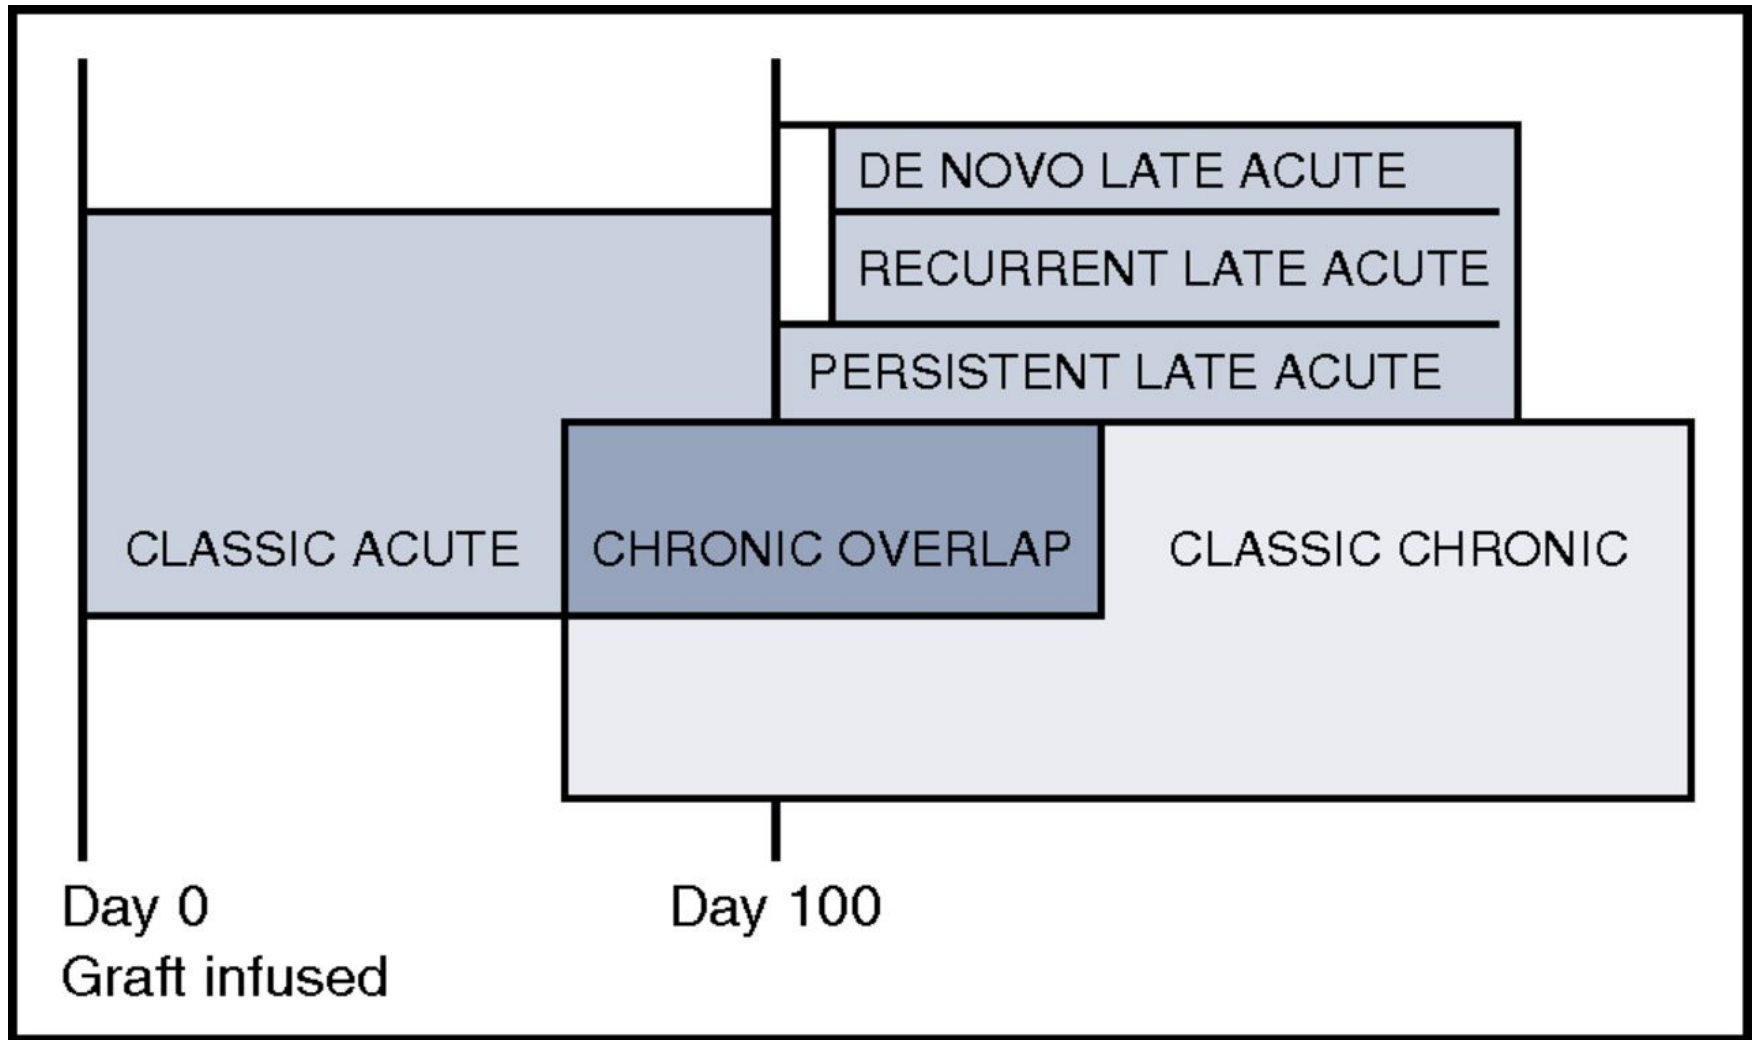 DE NOVO LATE ACUTE
RECURRENT LATE ACUTE
PERSISTENT LATE ACUTE
CLASSIC ACUTE
CHRONIC OVERLAP
CLASSIC CHRONIC
Day 0
Graft infused
Day 100